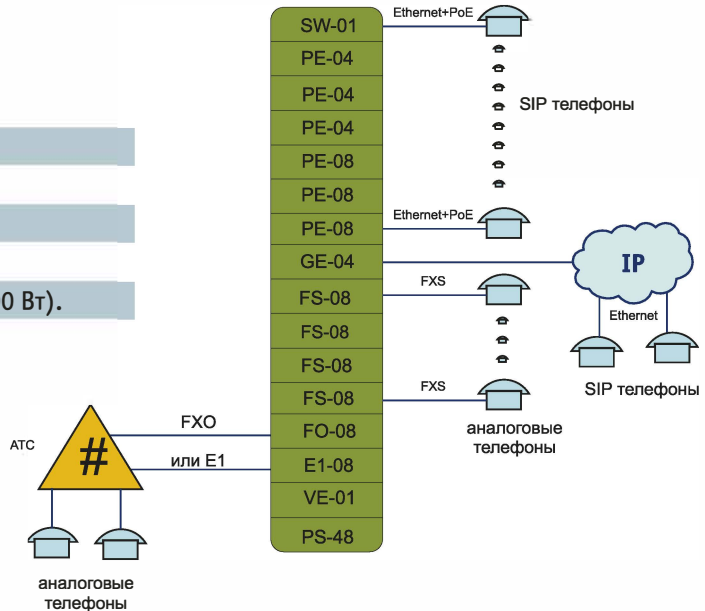 SW-01
PE-04
PE-04
PE-04
PE-08
PE-08
PE-08
GE-04
FS-08
FS-08
FS-08
FS-08
FO-08
E1-08
VE-01
PS-48
Ethernet+PoE
SIP телефоны
Ethernet+PoE
IP
Ethernet
SIP телефоны
FXS
FXS
аналоговые
телефоны
0 Вт).
АТС
#
FXO
или E1
аналоговые
телефоны